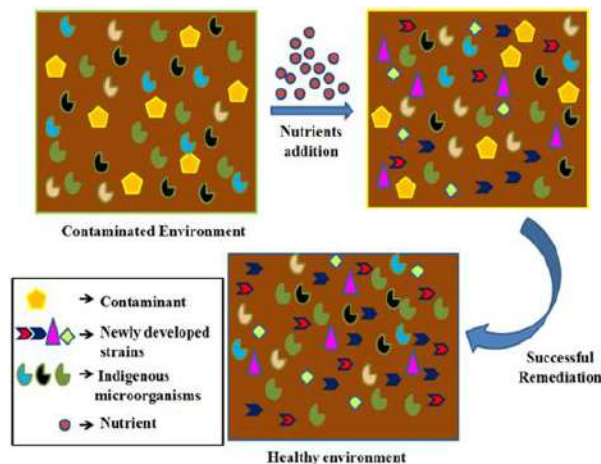 Nutrients
addition
Contaminated Environment
Contaminant
Newly developed
strains
Indigenous
microorganisms
Nutrient
Successful
Remediation
Healthy environment